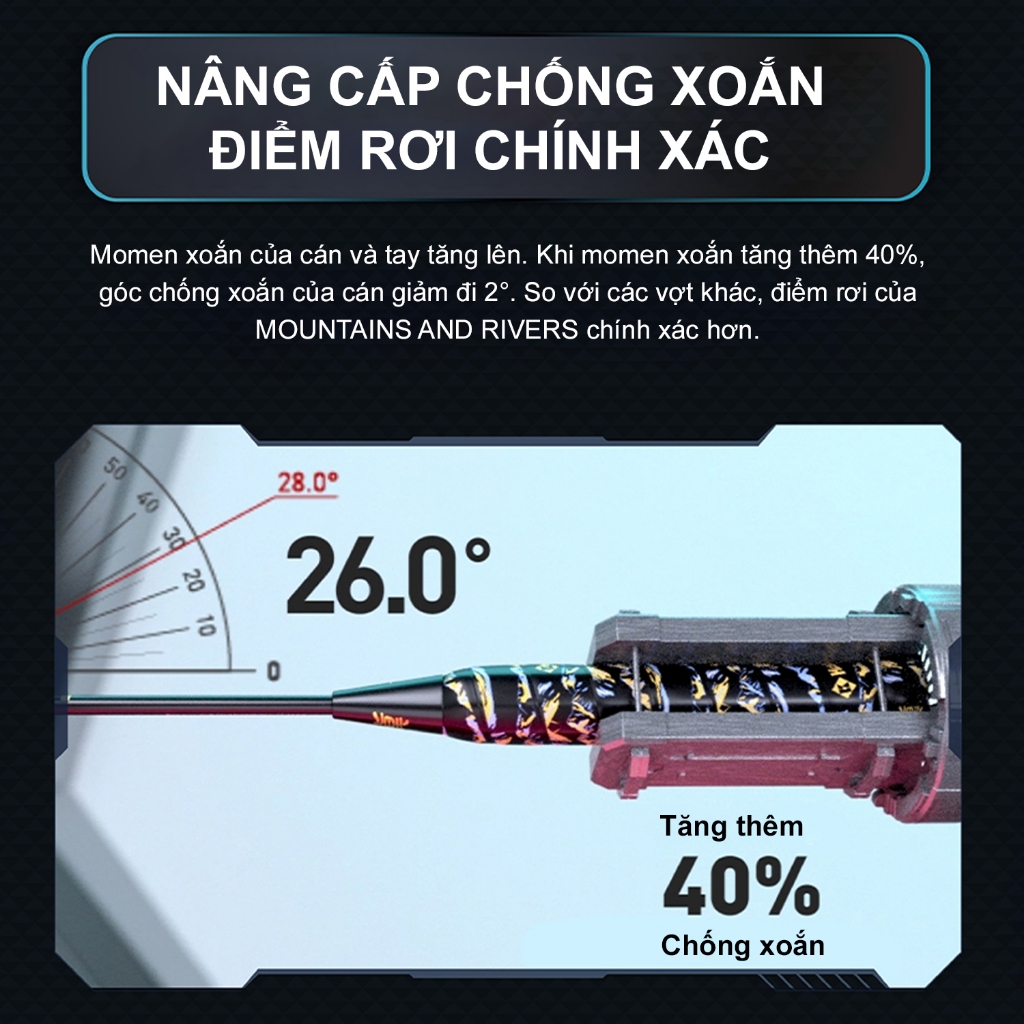 NÂNG CẤP CHỐNG XOẮN
ĐIỂM RƠI CHÍNH XÁC
Momen xoắn của cán và tay tăng lên. Khi momen xoắn tăng thêm 40%,
góc chống xoắn của cán giảm đi 2°. So với các vợt khác, điểm rơi của
MOUNTAINS AND RIVERS chính xác hơn.
50
40
30
20
10
0
28.0°
26.0°
Tăng thêm
40%
Chống xoắn